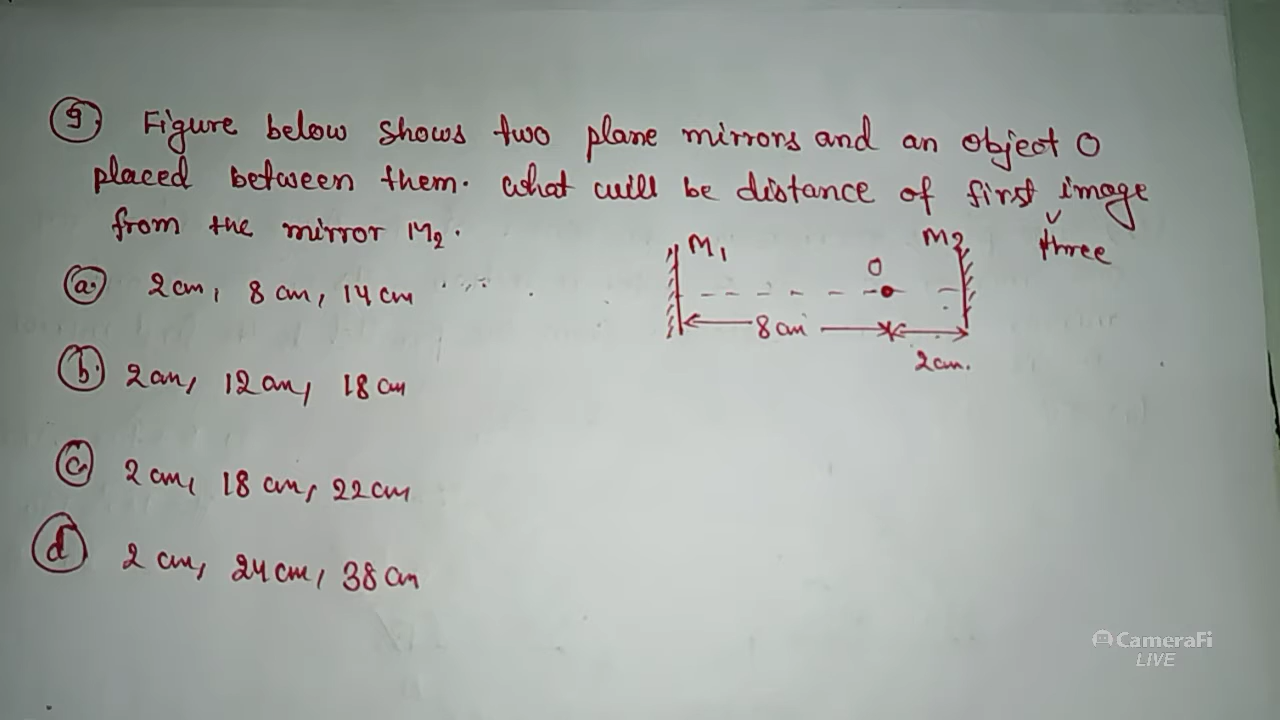 9. Figure below shows two plane mirrors and an object O
placed between them. what will be distance of first image
three
from the mirror M₂.
M₁ M₂
O
8 cm
2 cm.
a. 2 cm, 8 cm, 14 cm
b. 2 cm, 12 cm, 18 cm
c. 2 cm, 18 cm, 22 cm
d 2 cm, 24 cm, 38 cm
CameraFi
LIVE